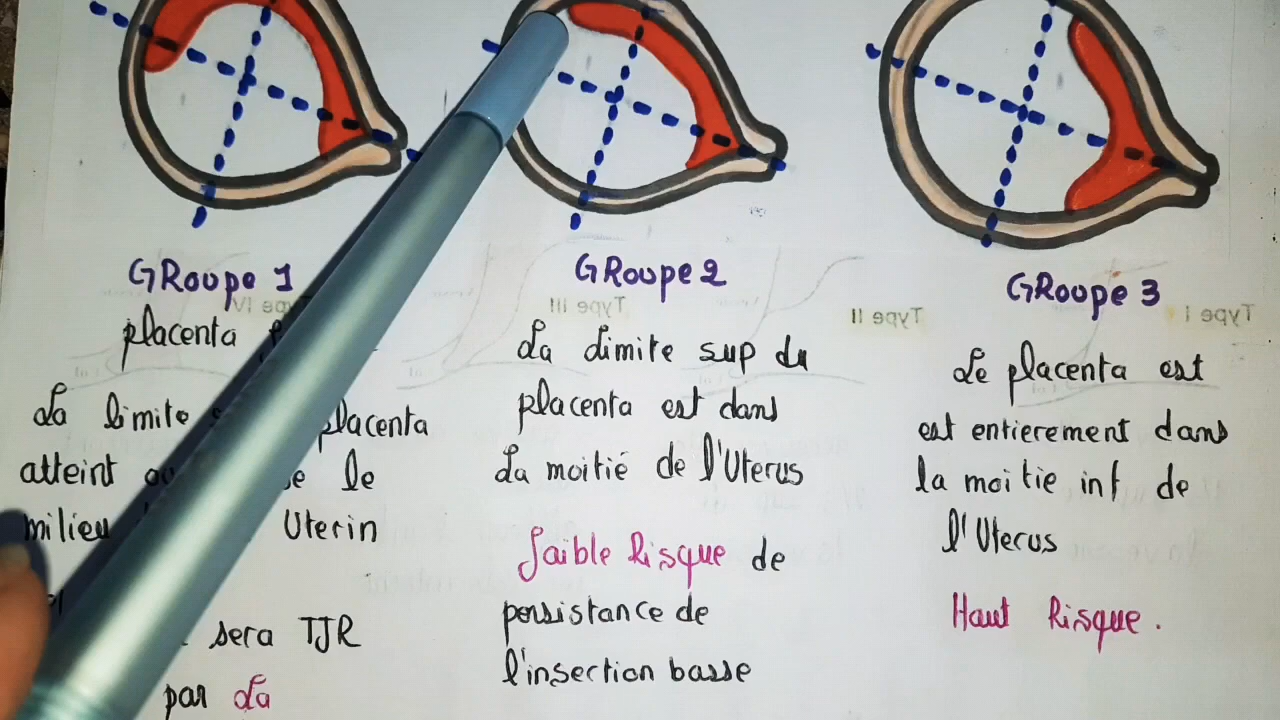 GRoupe 1
placenta
La limite placenta
atteint le
milieu Uterin
sera TJR
par La
GRoupe 2
La Limite sup du
placenta est dans
La moitié de l'Uterus
faible Risque de
persistance de
l'insection basse
GRoupe 3
Le placenta est
est entierement dans
la moitie inf de
l'Uterus
Haut Risque.
Type IV
Type III
Type II
Type I